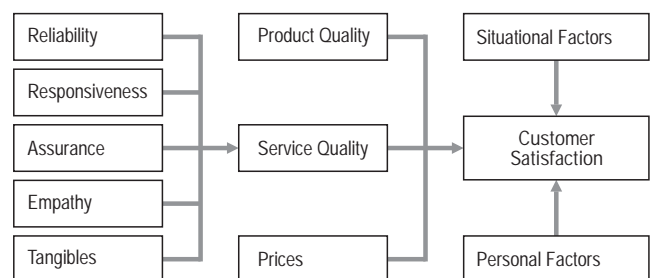 Reliability
Responsiveness
Assurance
Empathy
Tangibles
Product Quality
Service Quality
Prices
Situational Factors
Customer
Satisfaction
Personal Factors